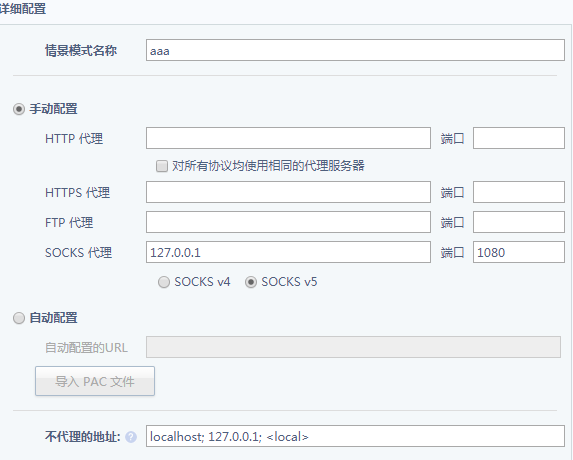 详细配置
情景模式名称 aaa
手动配置
HTTP 代理 端口
对所有协议均使用相同的代理服务器
HTTPS 代理 端口
FTP 代理 端口
SOCKS 代理 127.0.0.1 端口 1080
SOCKS v4 SOCKS v5
自动配置
自动配置的URL
导入 PAC 文件
不代理的地址: ? localhost; 127.0.0.1; <local>